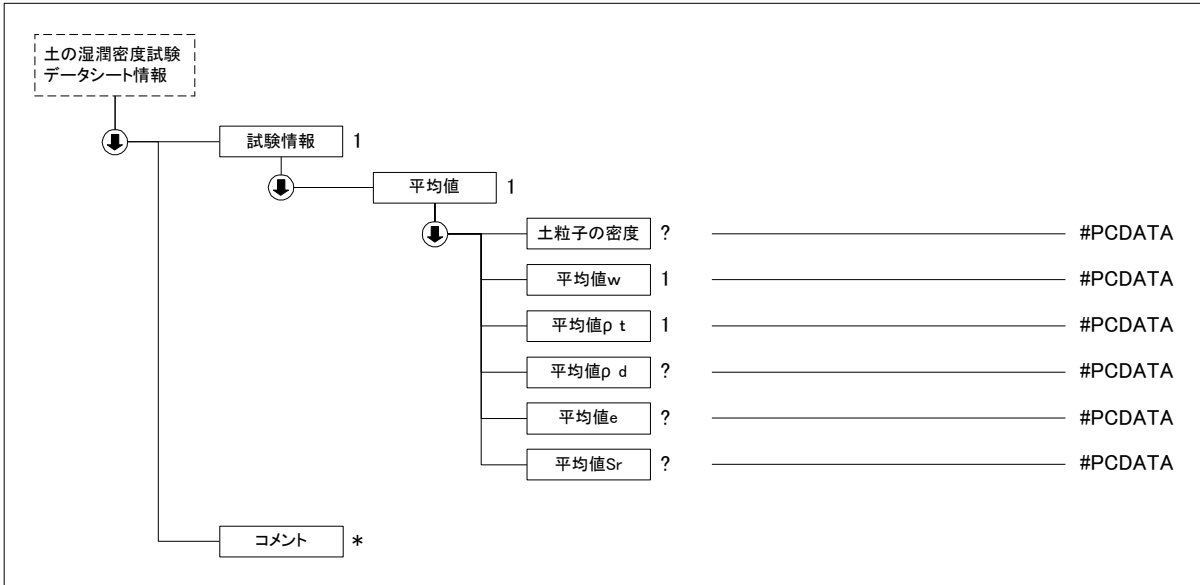 土の湿潤密度試験
データシート情報
試験情報 1
平均値 1
土粒子の密度 ? #PCDATA
平均値w 1 #PCDATA
平均値ρt 1 #PCDATA
平均値ρd ? #PCDATA
平均値e ? #PCDATA
平均値Sr ? #PCDATA
コメント *